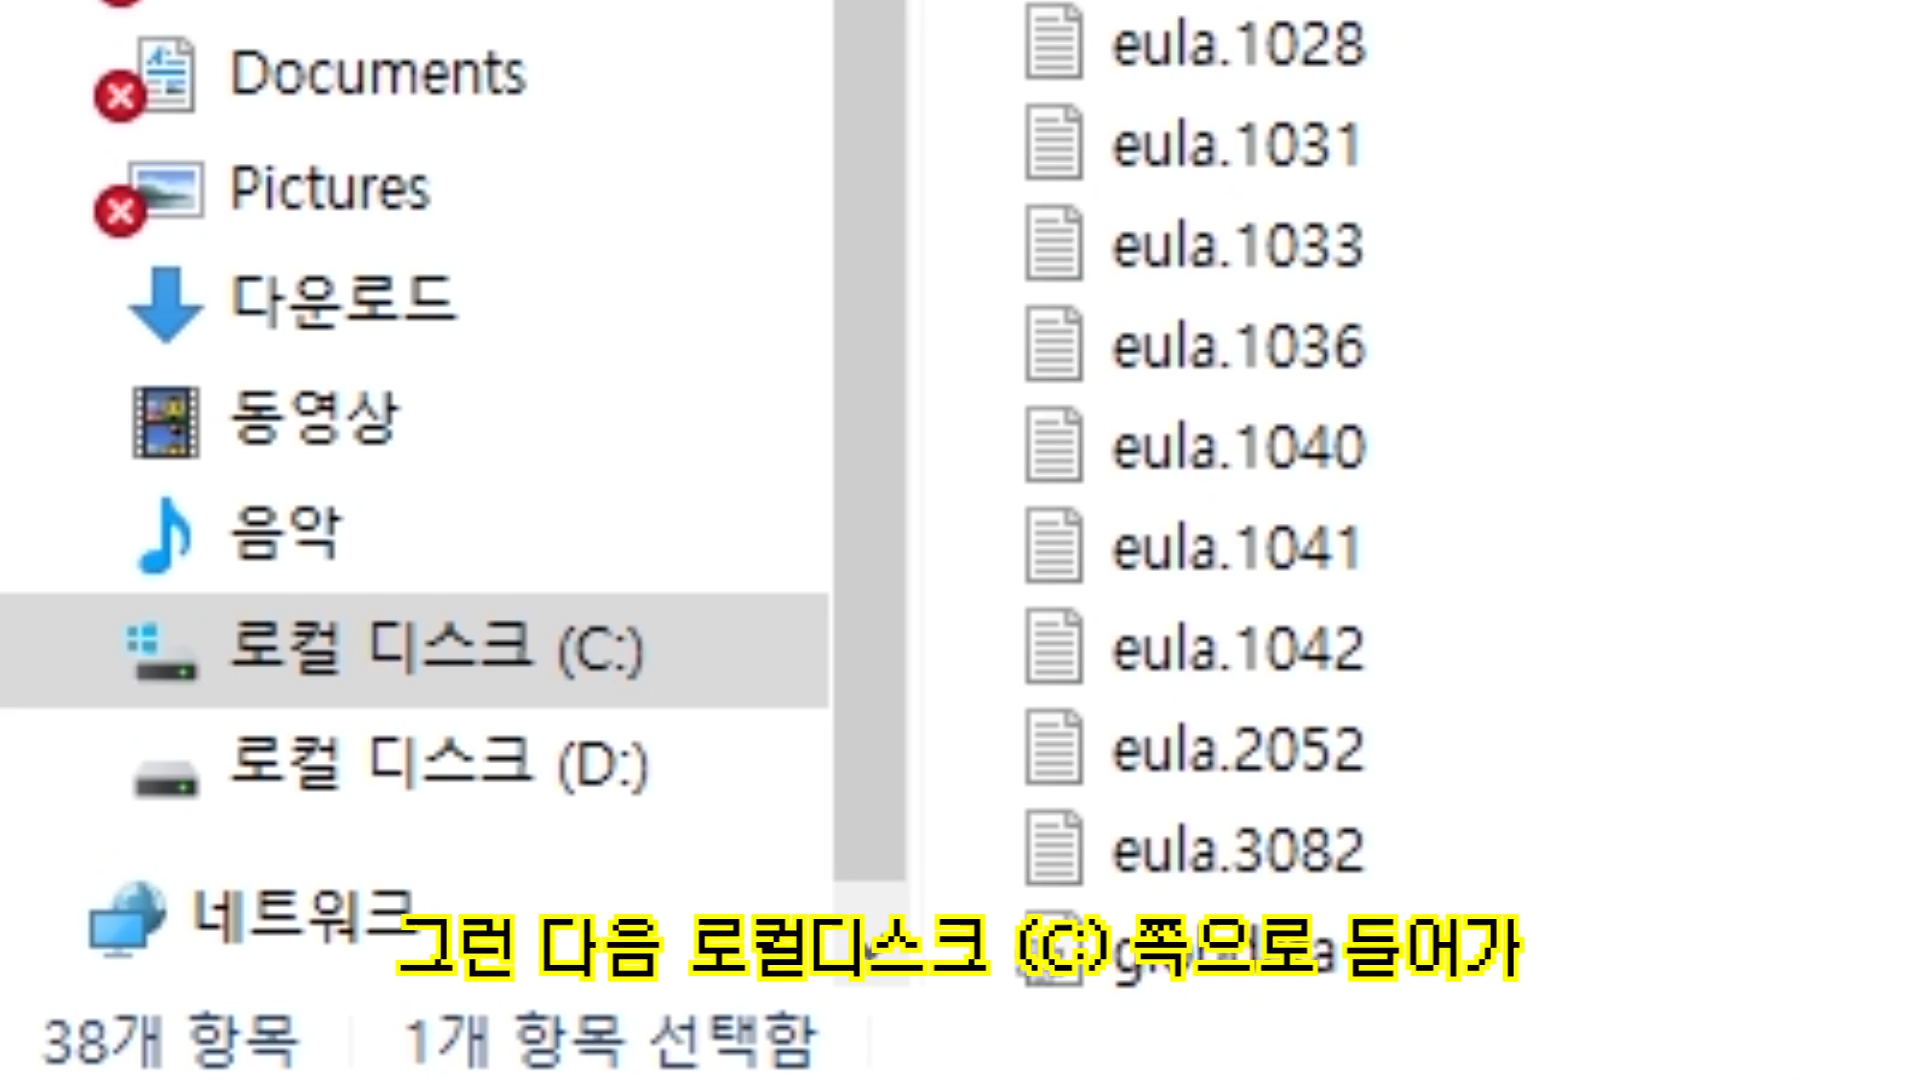 Documents
Pictures
다운로드
동영상
음악
로컬 디스크 (C:)
로컬 디스크 (D:)
네트워크
eula.1028
eula.1031
eula.1033
eula.1036
eula.1040
eula.1041
eula.1042
eula.2052
eula.3082
그런 다음 로컬디스크 (C:) 쪽으로 들어가
38개 항목
1개 항목 선택함